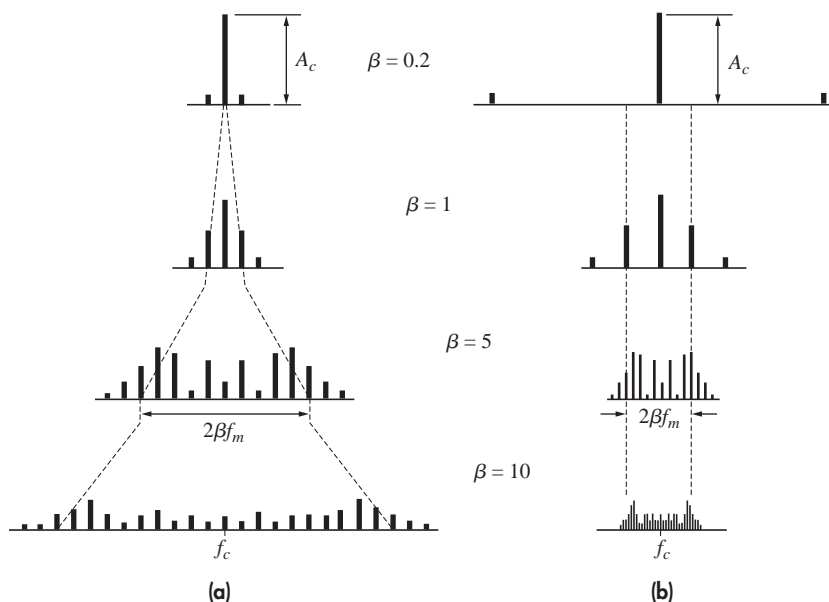 A_c
β = 0.2
A_c
β = 1
β = 5
2βf_m
2βf_m
β = 10
f_c
f_c
(a)
(b)